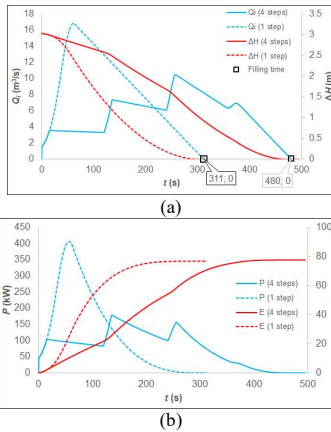 18
16
14
12
10
8
6
4
2
0
Qi (m³/s)
3.5
3
2.5
2
1.5
1
0.5
0
ΔH (m)
Qi (4 steps)
Qi (1 step)
ΔH (4 steps)
ΔH (1 step)
Filling time
311; 0
480; 0
0 100 200 300 400 500
t (s)
(a)
450
400
350
300
250
200
150
100
50
0
P (kW)
100
80
60
40
20
0
P (4 steps)
P (1 step)
E (4 steps)
E (1 step)
0 100 200 300 400 500
t (s)
(b)